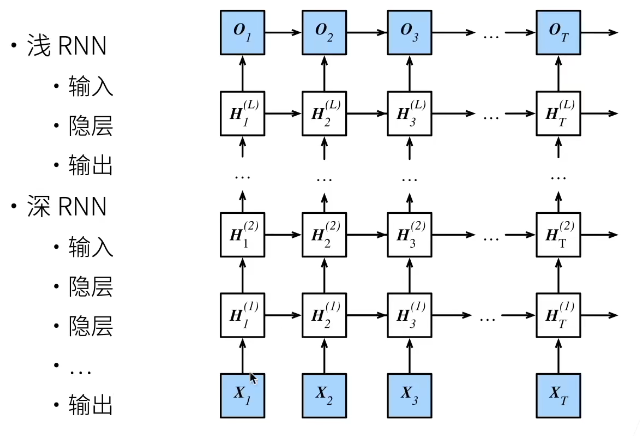 • 浅 RNN
• 输入
• 隐层
• 输出
• 深 RNN
• 输入
• 隐层
• 隐层
• …
• 输出
O_1 O_2 O_3 … O_T
H_1^(L) H_2^(L) H_3^(L) … H_T^(L)
… … … …
H_1^(2) H_2^(2) H_3^(2) … H_T^(2)
H_1^(1) H_2^(1) H_3^(1) … H_T^(1)
X_1 X_2 X_3 X_T